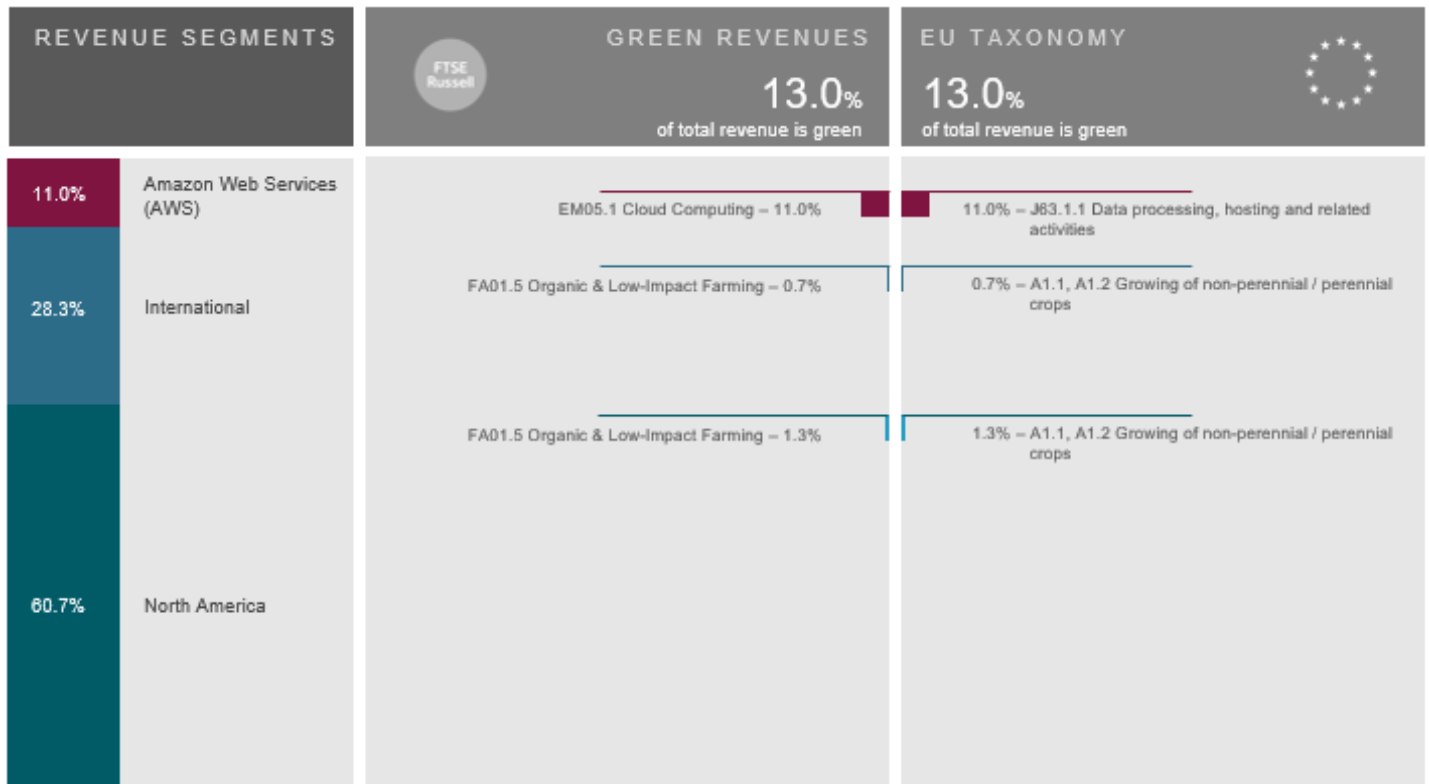 REVENUE SEGMENTS
FTSE
Russell
GREEN REVENUES
13.0%
of total revenue is green
EU TAXONOMY
13.0%
of total revenue is green
11.0%
Amazon Web Services
(AWS)
EM05.1 Cloud Computing – 11.0%
11.0% – J63.1.1 Data processing, hosting and related
activities
28.3%
International
FA01.5 Organic & Low-Impact Farming – 0.7%
0.7% – A1.1, A1.2 Growing of non-perennial / perennial
crops
FA01.5 Organic & Low-Impact Farming – 1.3%
1.3% – A1.1, A1.2 Growing of non-perennial / perennial
crops
60.7%
North America